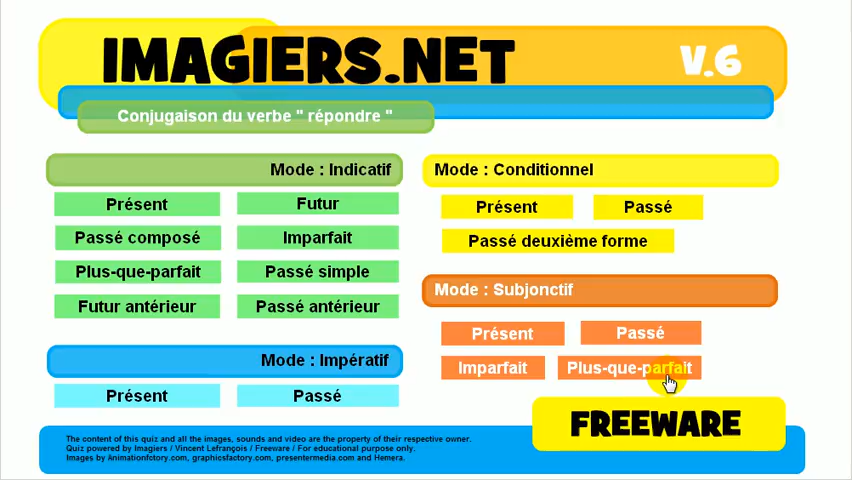 IMAGIERS.NET
V.6
Conjugaison du verbe " répondre "
Mode : Indicatif
Présent
Futur
Passé composé
Imparfait
Plus-que-parfait
Passé simple
Futur antérieur
Passé antérieur
Mode : Impératif
Présent
Passé
Mode : Conditionnel
Présent
Passé
Passé deuxième forme
Mode : Subjonctif
Présent
Passé
Imparfait
Plus-que-parfait
FREEWARE
The content of this quiz and all the images, sounds and video are the property of their respective owner.
Quiz powered by Imagiers / Vincent Lefrançois / Freeware / For educational purpose only.
Images by Animationfctory.com, graphicsfactory.com, presentermedia.com and Hemera.